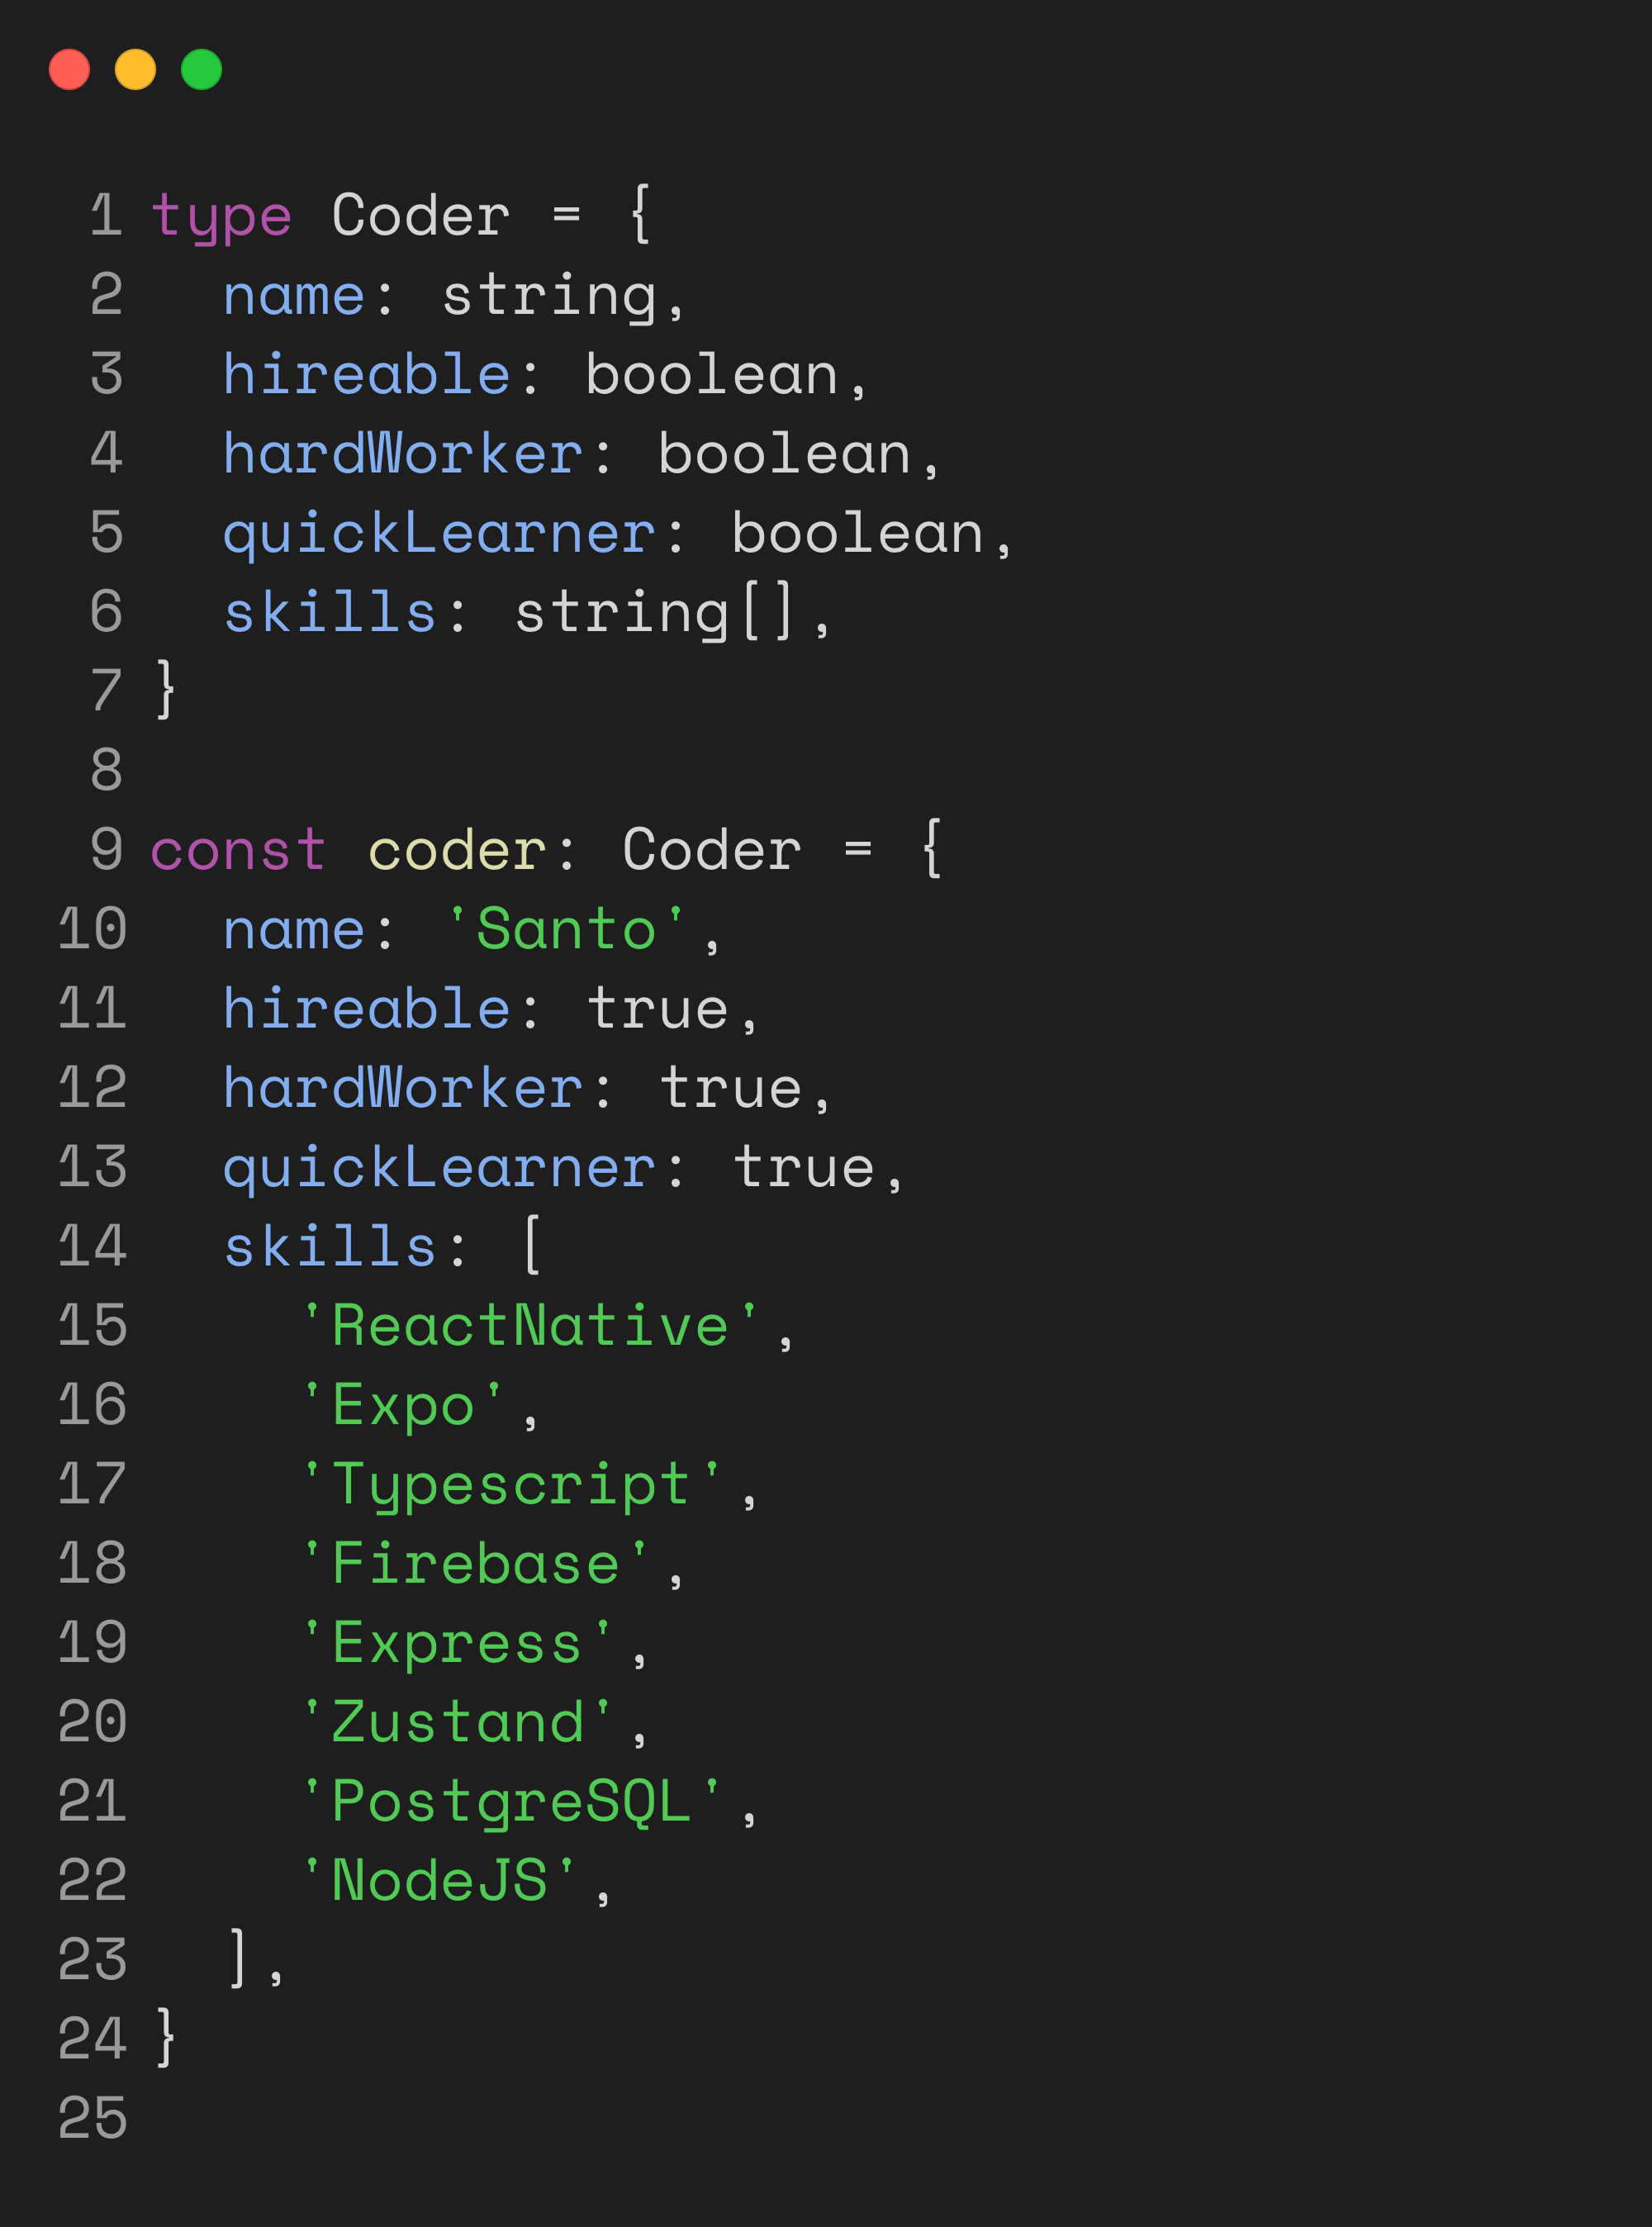 1 type Coder = {
2   name: string,
3   hireable: boolean,
4   hardWorker: boolean,
5   quickLearner: boolean,
6   skills: string[],
7 }
8
9 const coder: Coder = {
10   name: 'Santo',
11   hireable: true,
12   hardWorker: true,
13   quickLearner: true,
14   skills: [
15     'ReactNative',
16     'Expo',
17     'Typescript',
18     'Firebase',
19     'Express',
20     'Zustand',
21     'PostgreSQL',
22     'NodeJS',
23   ],
24 }
25